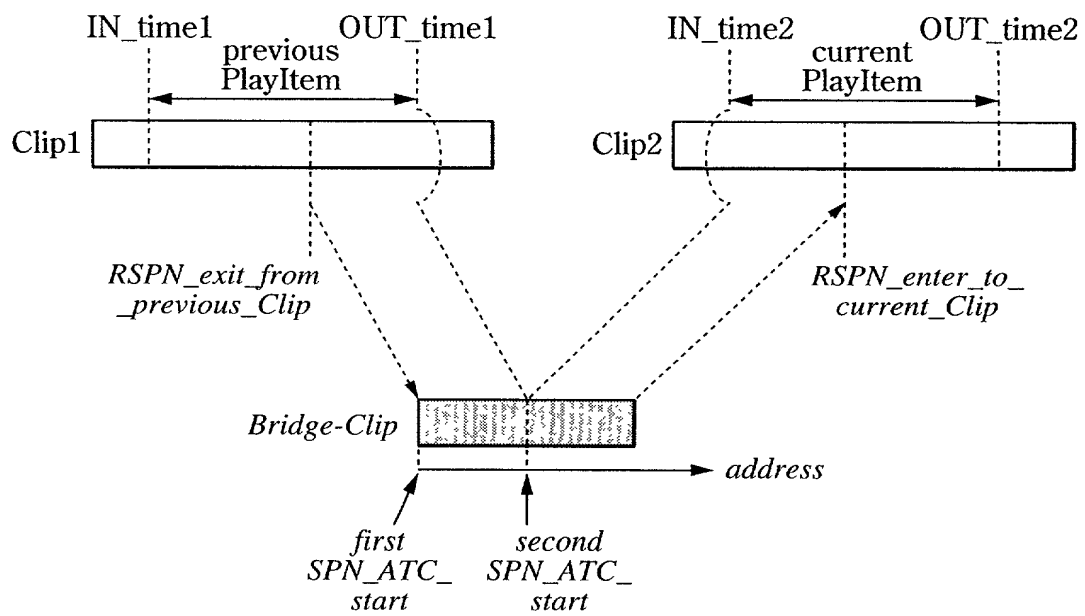 IN_time1
OUT_time1
IN_time2
OUT_time2
previous
PlayItem
current
PlayItem
Clip1
Clip2
RSPN_exit_from
_previous_Clip
RSPN_enter_to_
current_Clip
Bridge-Clip
address
first
SPN_ATC_
start
second
SPN_ATC_
start